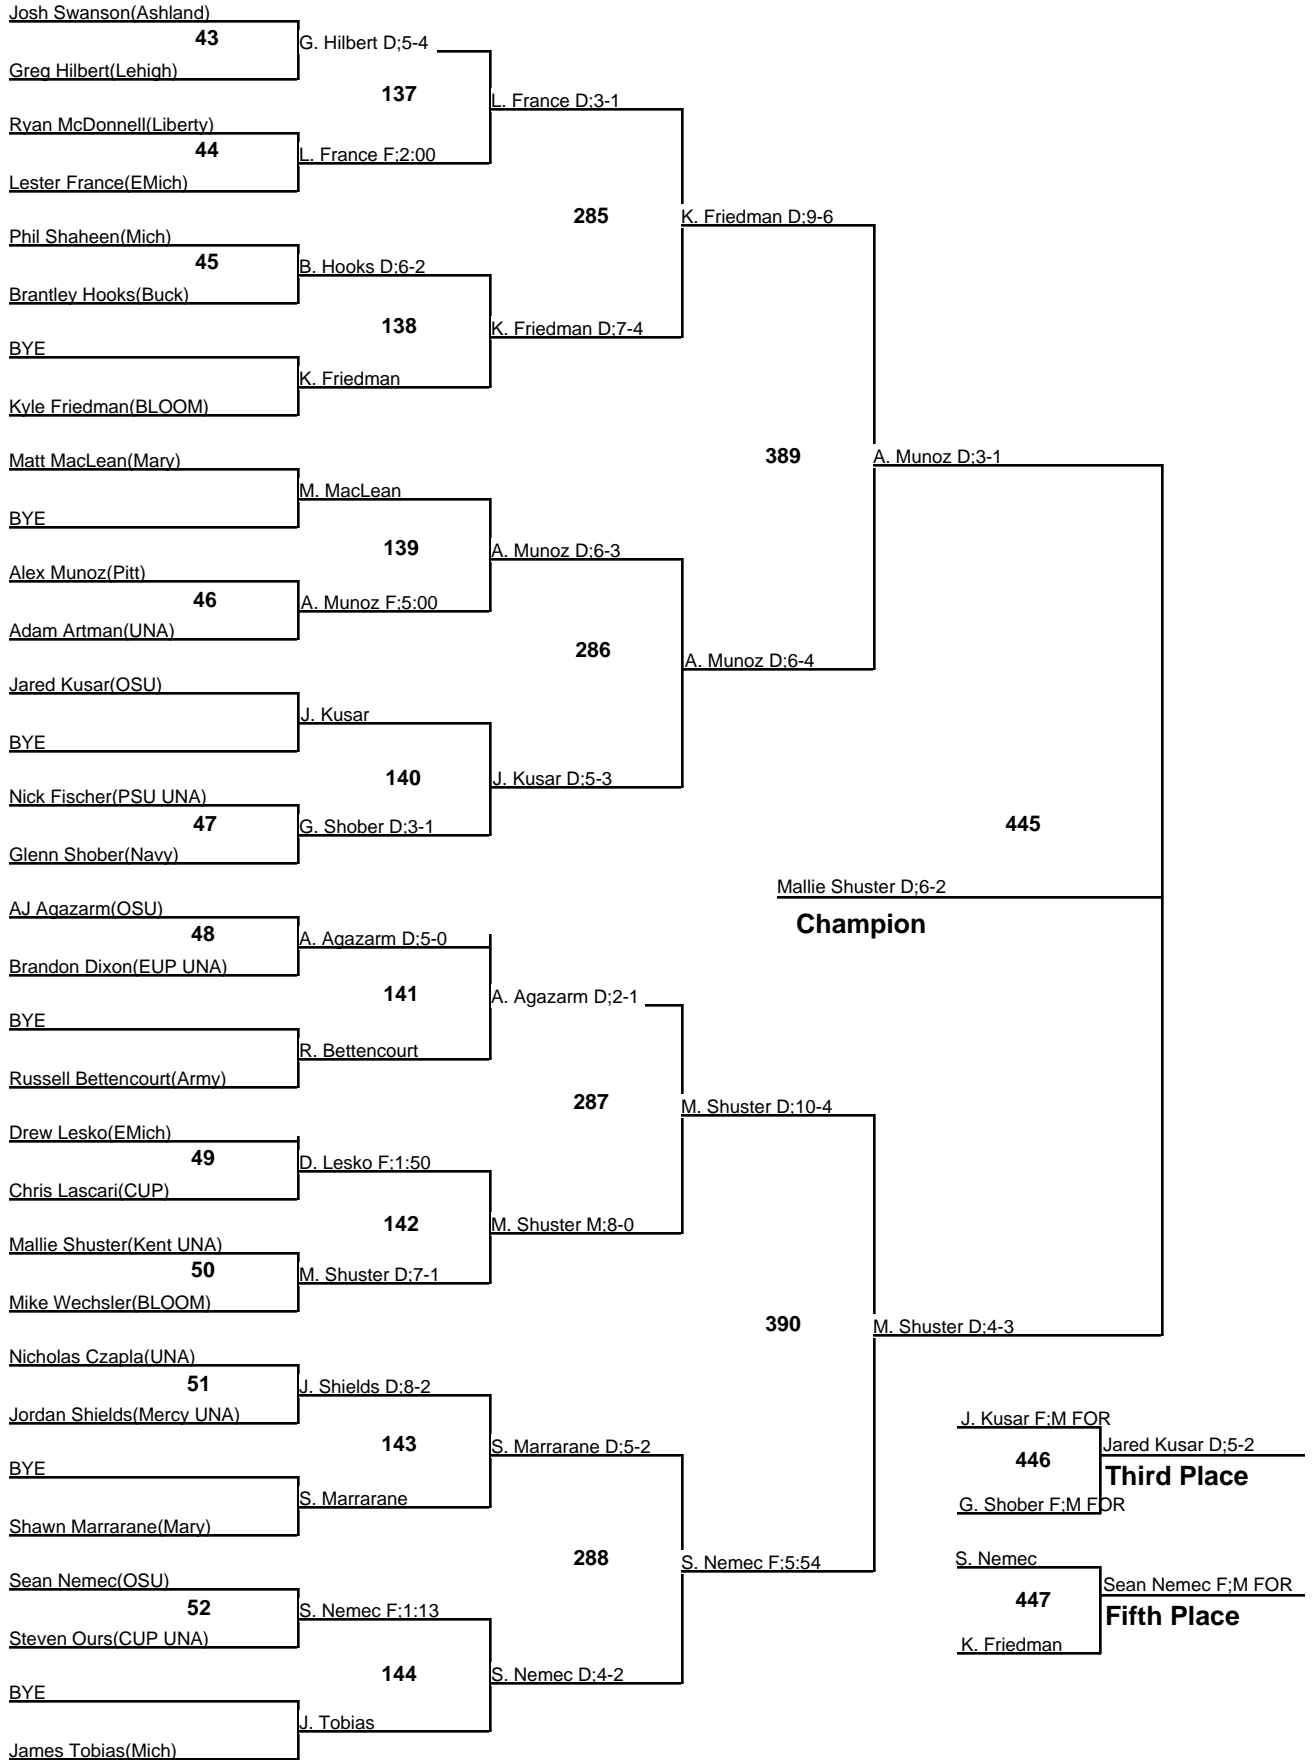 Josh Swanson(Ashland)
43
G. Hilbert D;5-4
Greg Hilbert(Lehigh)
137
L. France D;3-1
Ryan McDonnell(Liberty)
44
L. France F;2:00
Lester France(EMich)
285
K. Friedman D;9-6
Phil Shaheen(Mich)
45
B. Hooks D;6-2
Brantley Hooks(Buck)
138
K. Friedman D;7-4
BYE
K. Friedman
Kyle Friedman(BLOOM)
389
A. Munoz D;3-1
Matt MacLean(Mary)
M. MacLean
BYE
139
A. Munoz D;6-3
Alex Munoz(Pitt)
46
A. Munoz F;5:00
Adam Artman(UNA)
286
A. Munoz D;6-4
Jared Kusar(OSU)
J. Kusar
BYE
140
J. Kusar D;5-3
Nick Fischer(PSU UNA)
47
G. Shober D;3-1
Glenn Shober(Navy)
445
Mallie Shuster D;6-2
Champion
AJ Agazarm(OSU)
48
A. Agazarm D;5-0
Brandon Dixon(EUP UNA)
141
A. Agazarm D;2-1
BYE
R. Bettencourt
Russell Bettencourt(Army)
287
M. Shuster D;10-4
Drew Lesko(EMich)
49
D. Lesko F;1:50
Chris Lascari(CUP)
142
M. Shuster M;8-0
Mallie Shuster(Kent UNA)
50
M. Shuster D;7-1
Mike Wechsler(BLOOM)
390
M. Shuster D;4-3
Nicholas Czapla(UNA)
51
J. Shields D;8-2
Jordan Shields(Mercy UNA)
143
S. Marrarane D;5-2
BYE
S. Marrarane
Shawn Marrarane(Mary)
288
S. Nemec F;5:54
Sean Nemec(OSU)
52
S. Nemec F;1:13
Steven Ours(CUP UNA)
144
S. Nemec D;4-2
BYE
J. Tobias
James Tobias(Mich)
J. Kusar F;M FOR
446
Jared Kusar D;5-2
Third Place
G. Shober F;M FOR
S. Nemec
447
Sean Nemec F;M FOR
Fifth Place
K. Friedman